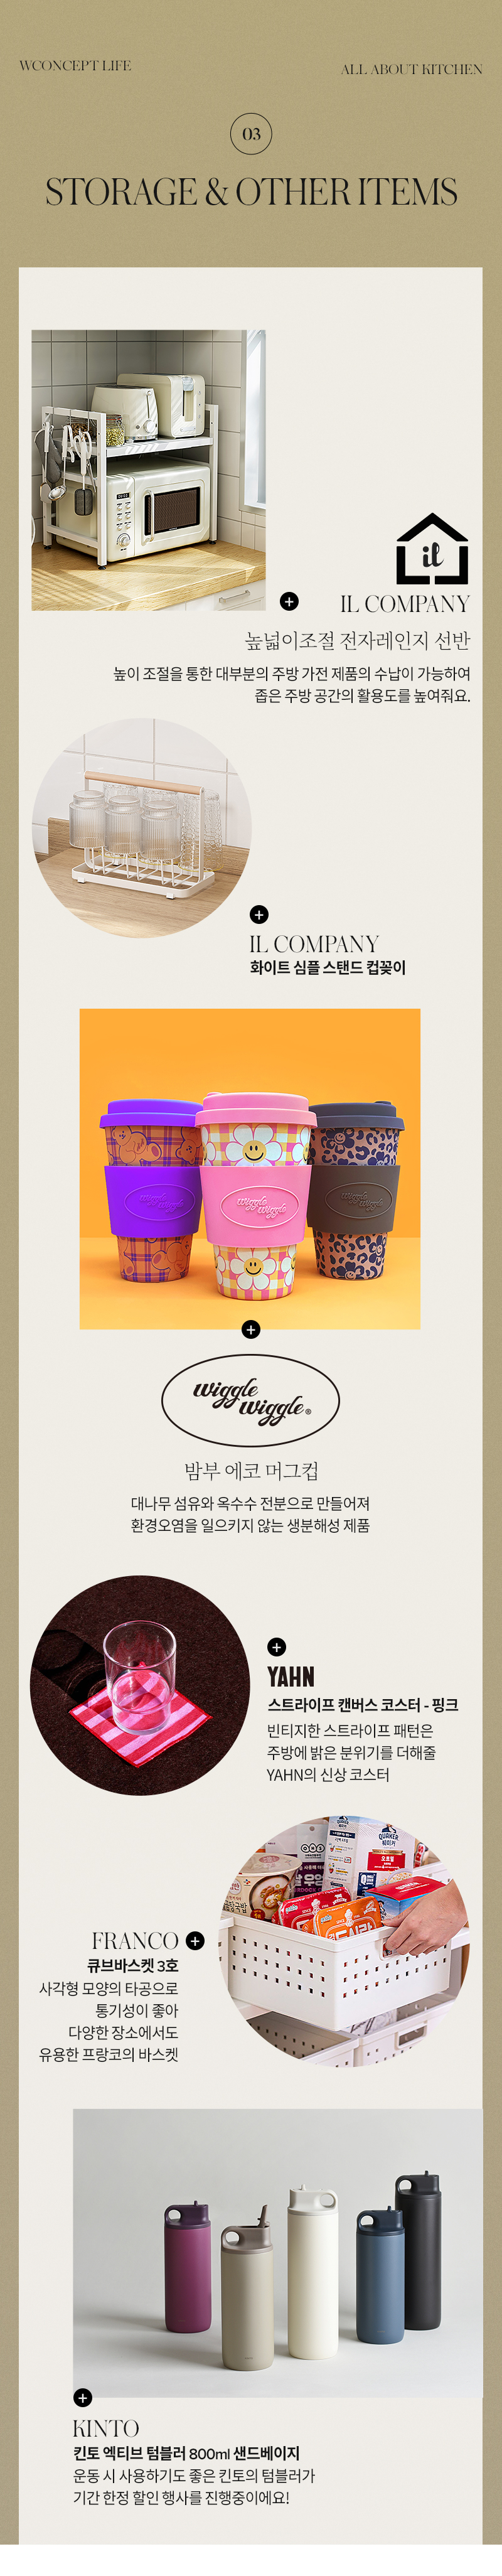 WCONCEPT LIFE
ALL ABOUT KITCHEN
03
STORAGE & OTHER ITEMS
il
IL COMPANY
높넓이조절 전자레인지 선반
높이 조절을 통한 대부분의 주방 가전 제품의 수납이 가능하여
좁은 주방 공간의 활용도를 높여줘요.
IL COMPANY
화이트 심플 스탠드 컵꽂이
wiggle wiggle
wiggle wiggle
wiggle wiggle
wiggle
wiggle®
밤부 에코 머그컵
대나무 섬유와 옥수수 전분으로 만들어져
환경오염을 일으키지 않는 생분해성 제품
YAHN
스트라이프 캔버스 코스터 - 핑크
빈티지한 스트라이프 패턴은
주방에 밝은 분위기를 더해줄
YAHN의 신상 코스터
QUAKER
QUAKER
FRANCO
큐브바스켓 3호
사각형 모양의 타공으로
통기성이 좋아
다양한 장소에서도
유용한 프랑코의 바스켓
KINTO
킨토 엑티브 텀블러 800ml 샌드베이지
운동 시 사용하기도 좋은 킨토의 텀블러가
기간 한정 할인 행사를 진행중이에요!